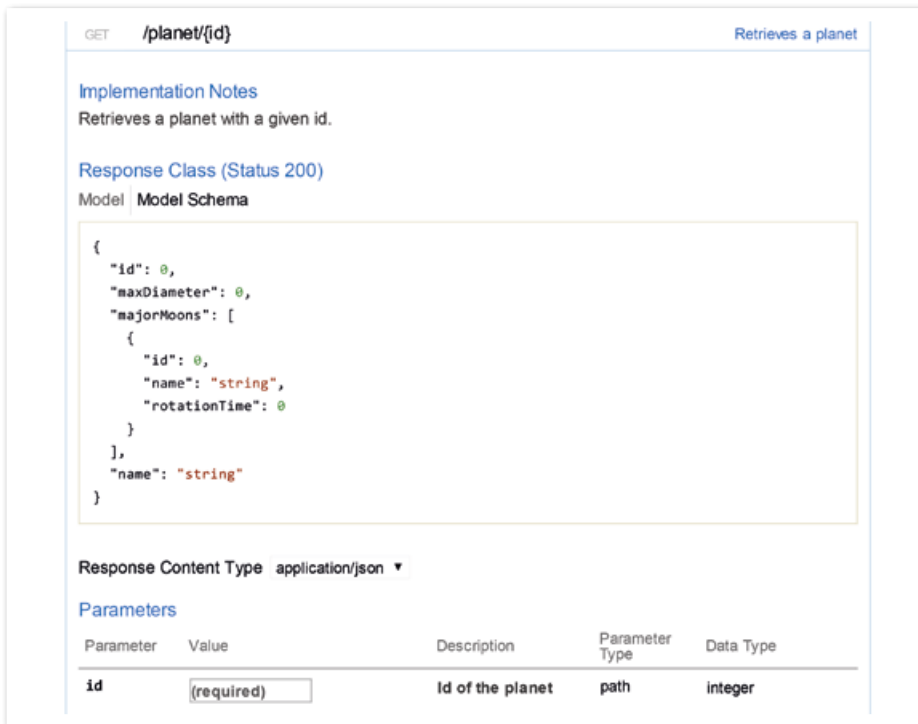 GET /planet/{id} Retrieves a planet
Implementation Notes
Retrieves a planet with a given id.
Response Class (Status 200)
Model Model Schema
{
"id": 0,
"maxDiameter": 0,
"majorMoons": [
{
"id": 0,
"name": "string",
"rotationTime": 0
}
],
"name": "string"
}
Response Content Type application/json ▼
Parameters
Parameter Value Description Parameter Type Data Type
id (required) Id of the planet path integer